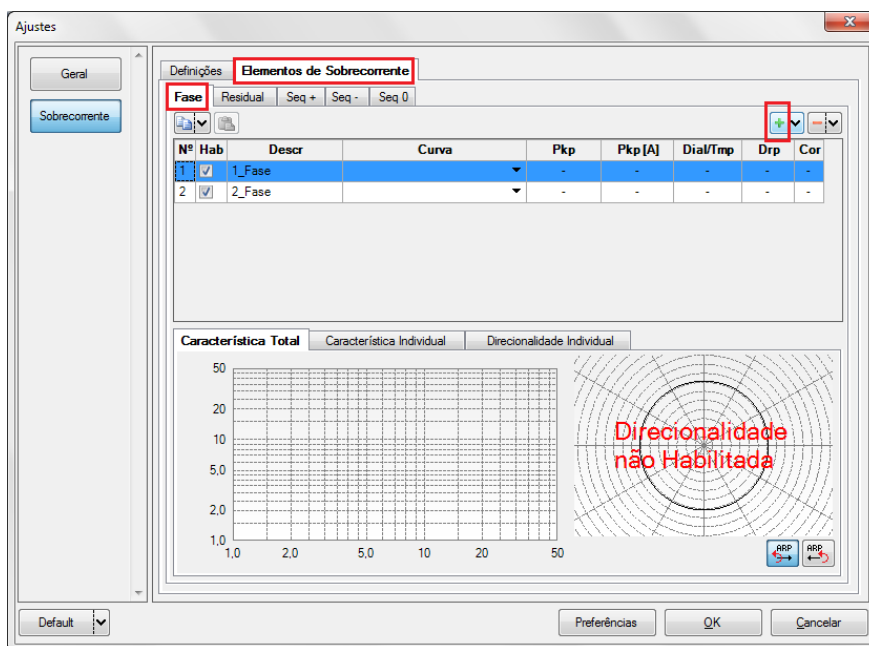 Ajustes
Geral
Sobrecorrente
Definições Elementos de Sobrecorrente
Fase Residual Seq + Seq - Seq 0
Nº Hab Descr Curva Pkp Pkp[A] Dial/Tmp Drp Cor
1 1_Fase - - - - -
2 2_Fase - - - - -
Característica Total Característica Individual Direcionalidade Individual
50
20
10
5,0
2,0
1,0
1,0 2,0 5,0 10 20 50
Direcionalidade
não Habilitada
ARP ARP
Default Preferências OK Cancelar